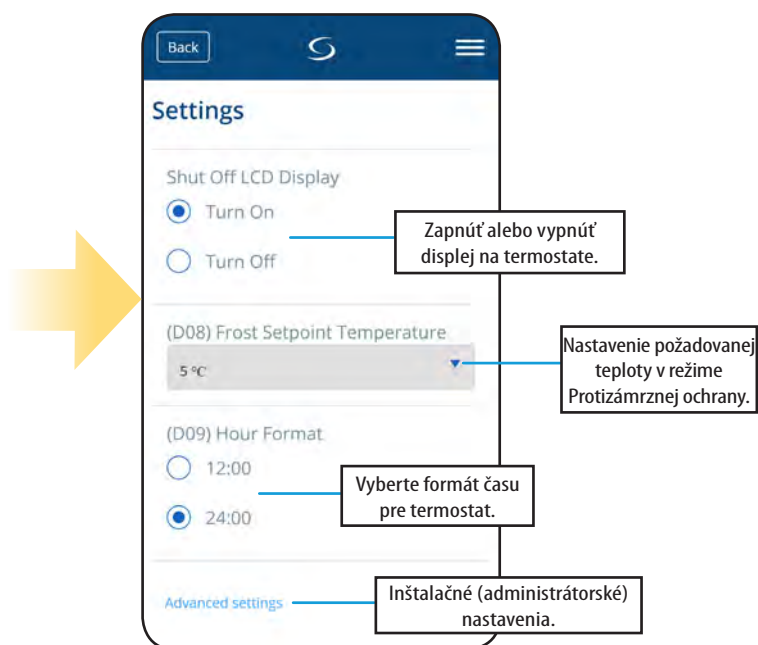 Back
Settings
Shut Off LCD Display
Turn On
Turn Off
Zapnúť alebo vypnúť
displej na termostate.
(D08) Frost Setpoint Temperature
5 °C
Nastavenie požadovanej
teploty v režime
Protizámrznej ochrany.
(D09) Hour Format
12:00
24:00
Vyberte formát času
pre termostat.
Advanced settings
Inštalačné (administrátorské)
nastavenia.